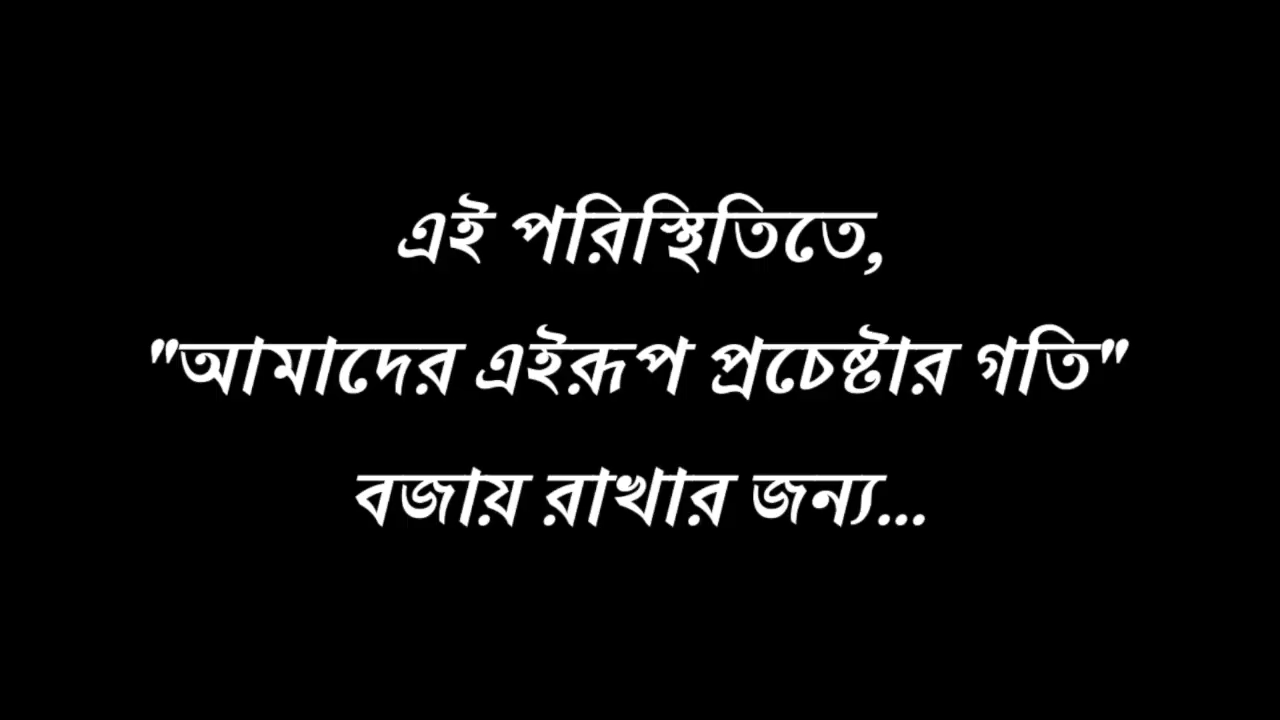 এই পরিস্থিতিতে,
"আমাদের এইরূপ প্রচেষ্টার গতি"
বজায় রাখার জন্য...